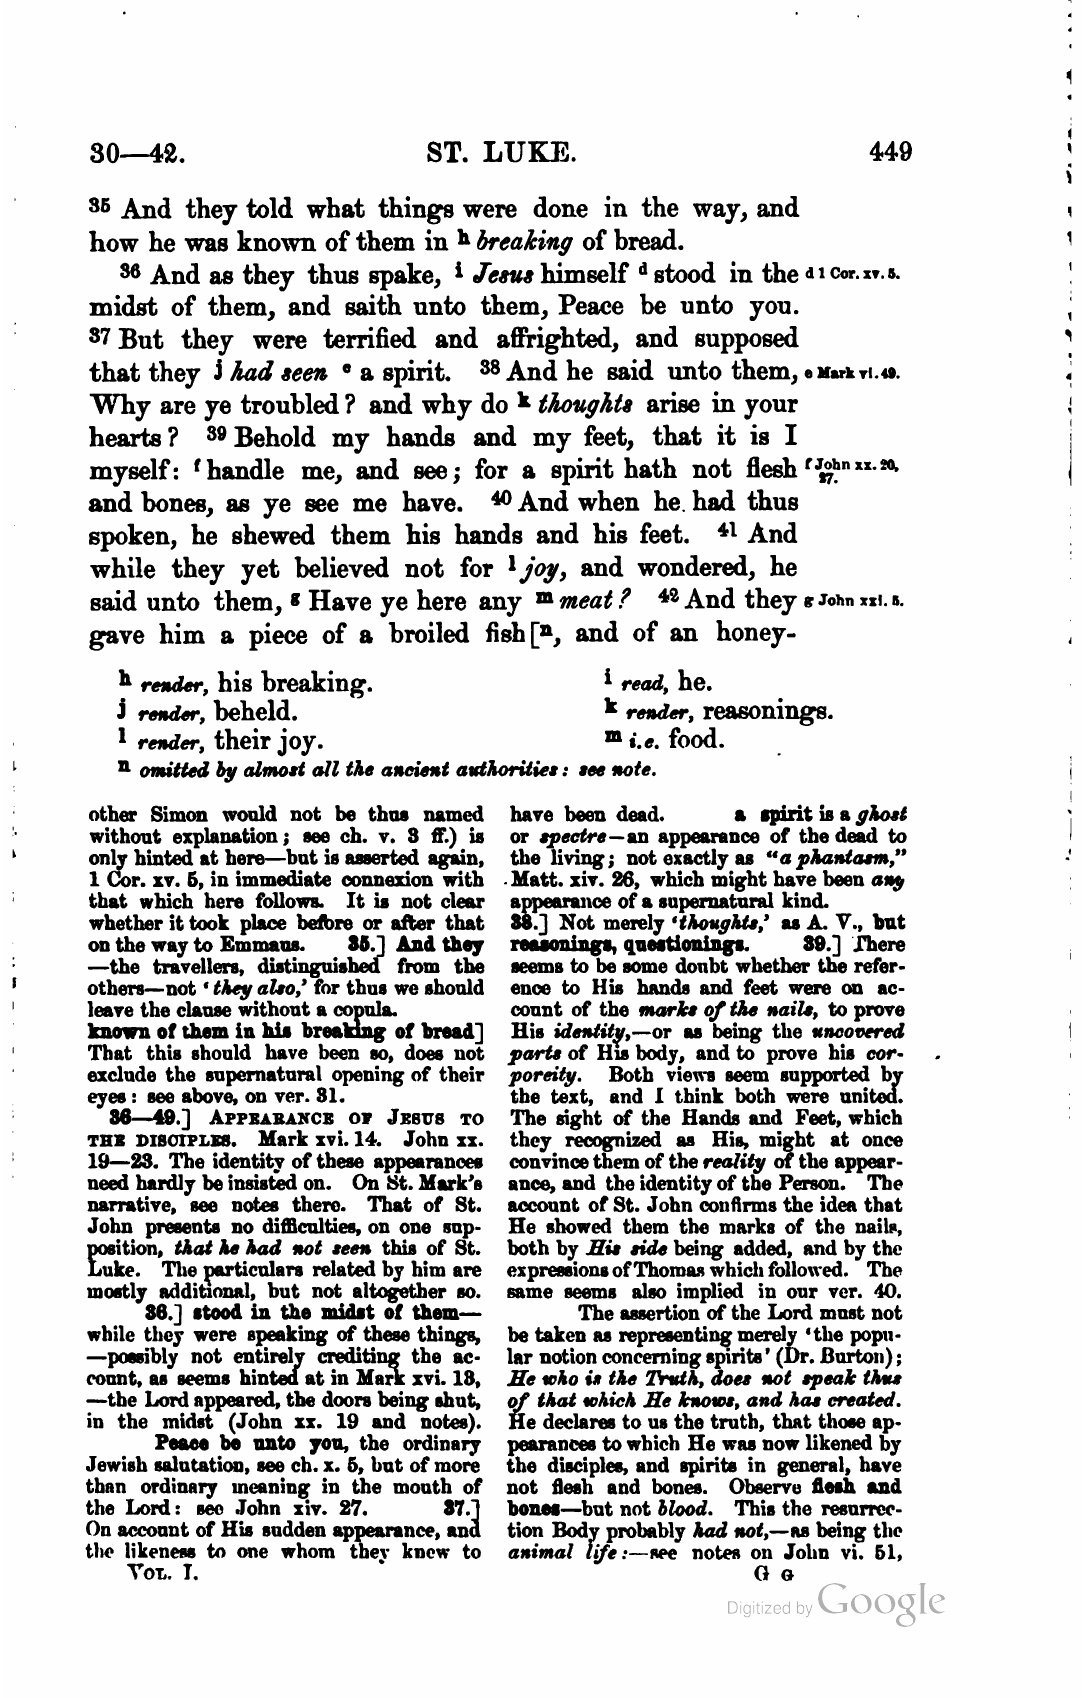 30—42. ST. LUKE. 449
35 And they told what things were done in the way, and
how he was known of them in h breaking of bread.
36 And as they thus spake, i Jesus himself d stood in the d 1 Cor. xv. 5.
midst of them, and saith unto them, Peace be unto you.
37 But they were terrified and affrighted, and supposed
that they j had seen e a spirit. 38 And he said unto them, e Mark vi. 49.
Why are ye troubled? and why do k thoughts arise in your
hearts? 39 Behold my hands and my feet, that it is I
myself: f handle me, and see; for a spirit hath not flesh f John xx. 20, 27.
and bones, as ye see me have. 40 And when he had thus
spoken, he shewed them his hands and his feet. 41 And
while they yet believed not for l joy, and wondered, he
said unto them, g Have ye here any m meat? 42 And they g John xxi. 5.
gave him a piece of a broiled fish[n, and of an honey-
h render, his breaking. i read, he.
j render, beheld. k render, reasonings.
l render, their joy. m i.e. food.
n omitted by almost all the ancient authorities: see note.
other Simon would not be thus named
without explanation; see ch. v. 3 ff.) is
only hinted at here—but is asserted again,
1 Cor. xv. 5, in immediate connexion with
that which here follows. It is not clear
whether it took place before or after that
on the way to Emmaus. 35.] And they
—the travellers, distinguished from the
others—not 'they also,' for thus we should
leave the clause without a copula.
known of them in his breaking of bread]
That this should have been so, does not
exclude the supernatural opening of their
eyes: see above, on ver. 31.
36—49.] APPEARANCE OF JESUS TO
THE DISCIPLES. Mark xvi. 14. John xx.
19—23. The identity of these appearances
need hardly be insisted on. On St. Mark's
narrative, see notes there. That of St.
John presents no difficulties, on one sup-
position, that he had not seen this of St.
Luke. The particulars related by him are
mostly additional, but not altogether so.
36.] stood in the midst of them—
while they were speaking of these things,
—possibly not entirely crediting the ac-
count, as seems hinted at in Mark xvi. 13,
—the Lord appeared, the doors being shut,
in the midst (John xx. 19 and notes).
Peace be unto you, the ordinary
Jewish salutation, see ch. x. 5, but of more
than ordinary meaning in the mouth of
the Lord: see John xiv. 27. 37.]
On account of His sudden appearance, and
the likeness to one whom they knew to
VOL. I.
have been dead. a spirit is a ghost
or spectre—an appearance of the dead to
the living; not exactly as "a phantasm,"
Matt. xiv. 26, which might have been any
appearance of a supernatural kind.
38.] Not merely 'thoughts,' as A. V., but
reasonings, questionings. 39.] There
seems to be some doubt whether the refer-
ence to His hands and feet were on ac-
count of the marks of the nails, to prove
His identity,—or as being the uncovered
parts of His body, and to prove his cor-
poreity. Both views seem supported by
the text, and I think both were united.
The sight of the Hands and Feet, which
they recognized as His, might at once
convince them of the reality of the appear-
ance, and the identity of the Person. The
account of St. John confirms the idea that
He showed them the marks of the nails,
both by His side being added, and by the
expressions of Thomas which followed. The
same seems also implied in our ver. 40.
The assertion of the Lord must not
be taken as representing merely 'the popu-
lar notion concerning spirits' (Dr. Burton);
He who is the Truth, does not speak thus
of that which He knows, and has created.
He declares to us the truth, that those ap-
pearances to which He was now likened by
the disciples, and spirits in general, have
not flesh and bones. Observe flesh and
bones—but not blood. This the resurrec-
tion Body probably had not,—as being the
animal life:—see notes on John vi. 51,
G G
Digitized by Google